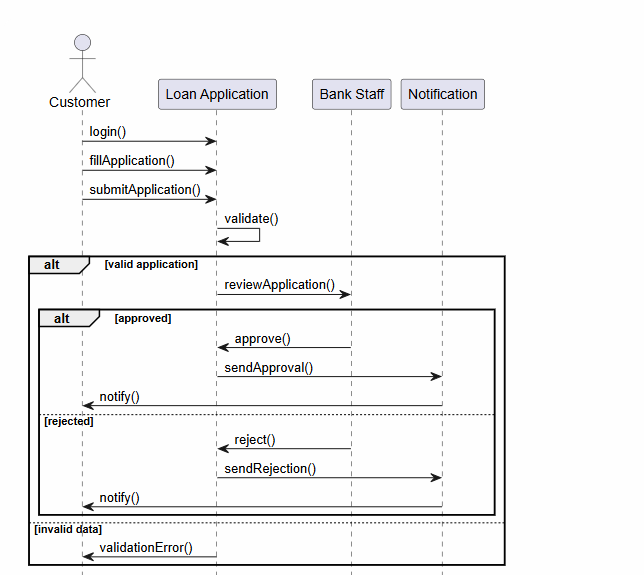 Customer
Loan Application
Bank Staff
Notification
login()
fillApplication()
submitApplication()
validate()
alt [valid application]
reviewApplication()
alt [approved]
approve()
sendApproval()
notify()
[rejected]
reject()
sendRejection()
notify()
[invalid data]
validationError()